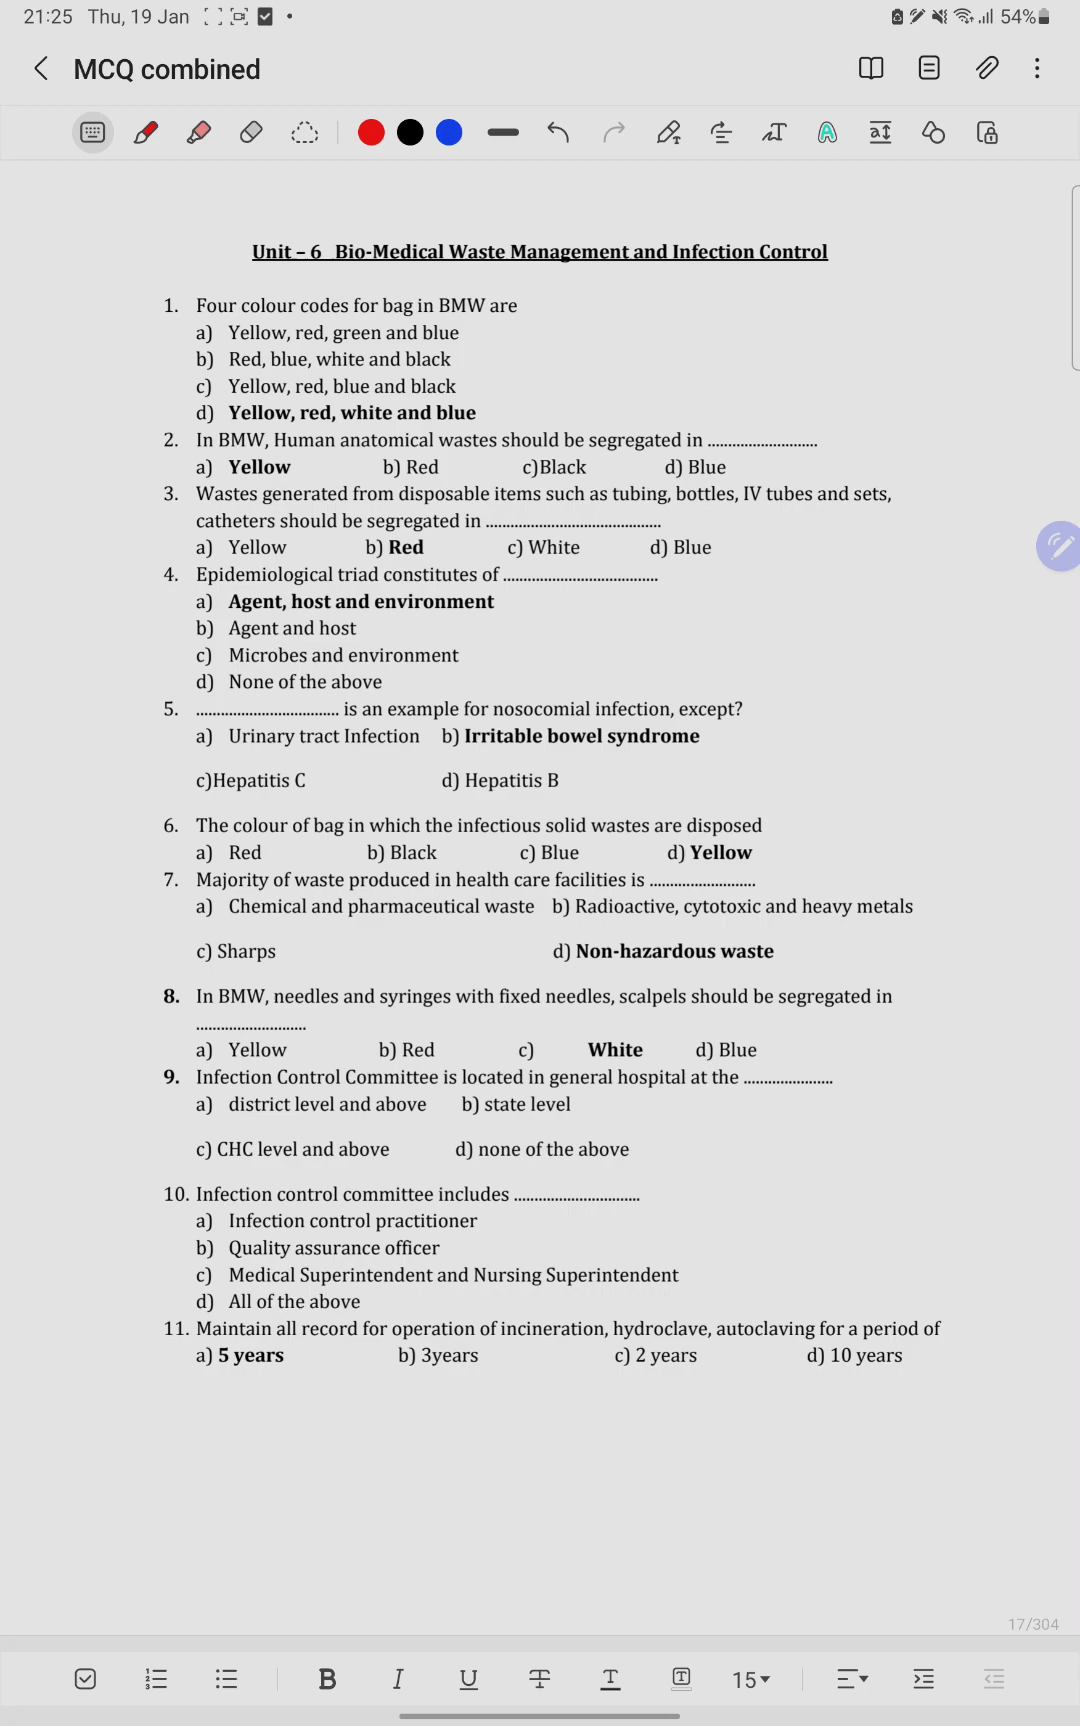 21:25 Thu, 19 Jan
54%
MCQ combined
Unit – 6 Bio-Medical Waste Management and Infection Control
1. Four colour codes for bag in BMW are
a) Yellow, red, green and blue
b) Red, blue, white and black
c) Yellow, red, blue and black
d) Yellow, red, white and blue
2. In BMW, Human anatomical wastes should be segregated in ...........................
a) Yellow b) Red c)Black d) Blue
3. Wastes generated from disposable items such as tubing, bottles, IV tubes and sets,
catheters should be segregated in ...........................................
a) Yellow b) Red c) White d) Blue
4. Epidemiological triad constitutes of ......................................
a) Agent, host and environment
b) Agent and host
c) Microbes and environment
d) None of the above
5. ................................... is an example for nosocomial infection, except?
a) Urinary tract Infection b) Irritable bowel syndrome
c)Hepatitis C d) Hepatitis B
6. The colour of bag in which the infectious solid wastes are disposed
a) Red b) Black c) Blue d) Yellow
7. Majority of waste produced in health care facilities is ..........................
a) Chemical and pharmaceutical waste b) Radioactive, cytotoxic and heavy metals
c) Sharps d) Non-hazardous waste
8. In BMW, needles and syringes with fixed needles, scalpels should be segregated in
...........................
a) Yellow b) Red c) White d) Blue
9. Infection Control Committee is located in general hospital at the ......................
a) district level and above b) state level
c) CHC level and above d) none of the above
10. Infection control committee includes ...............................
a) Infection control practitioner
b) Quality assurance officer
c) Medical Superintendent and Nursing Superintendent
d) All of the above
11. Maintain all record for operation of incineration, hydroclave, autoclaving for a period of
a) 5 years b) 3years c) 2 years d) 10 years
17/304
B I U T T T 15